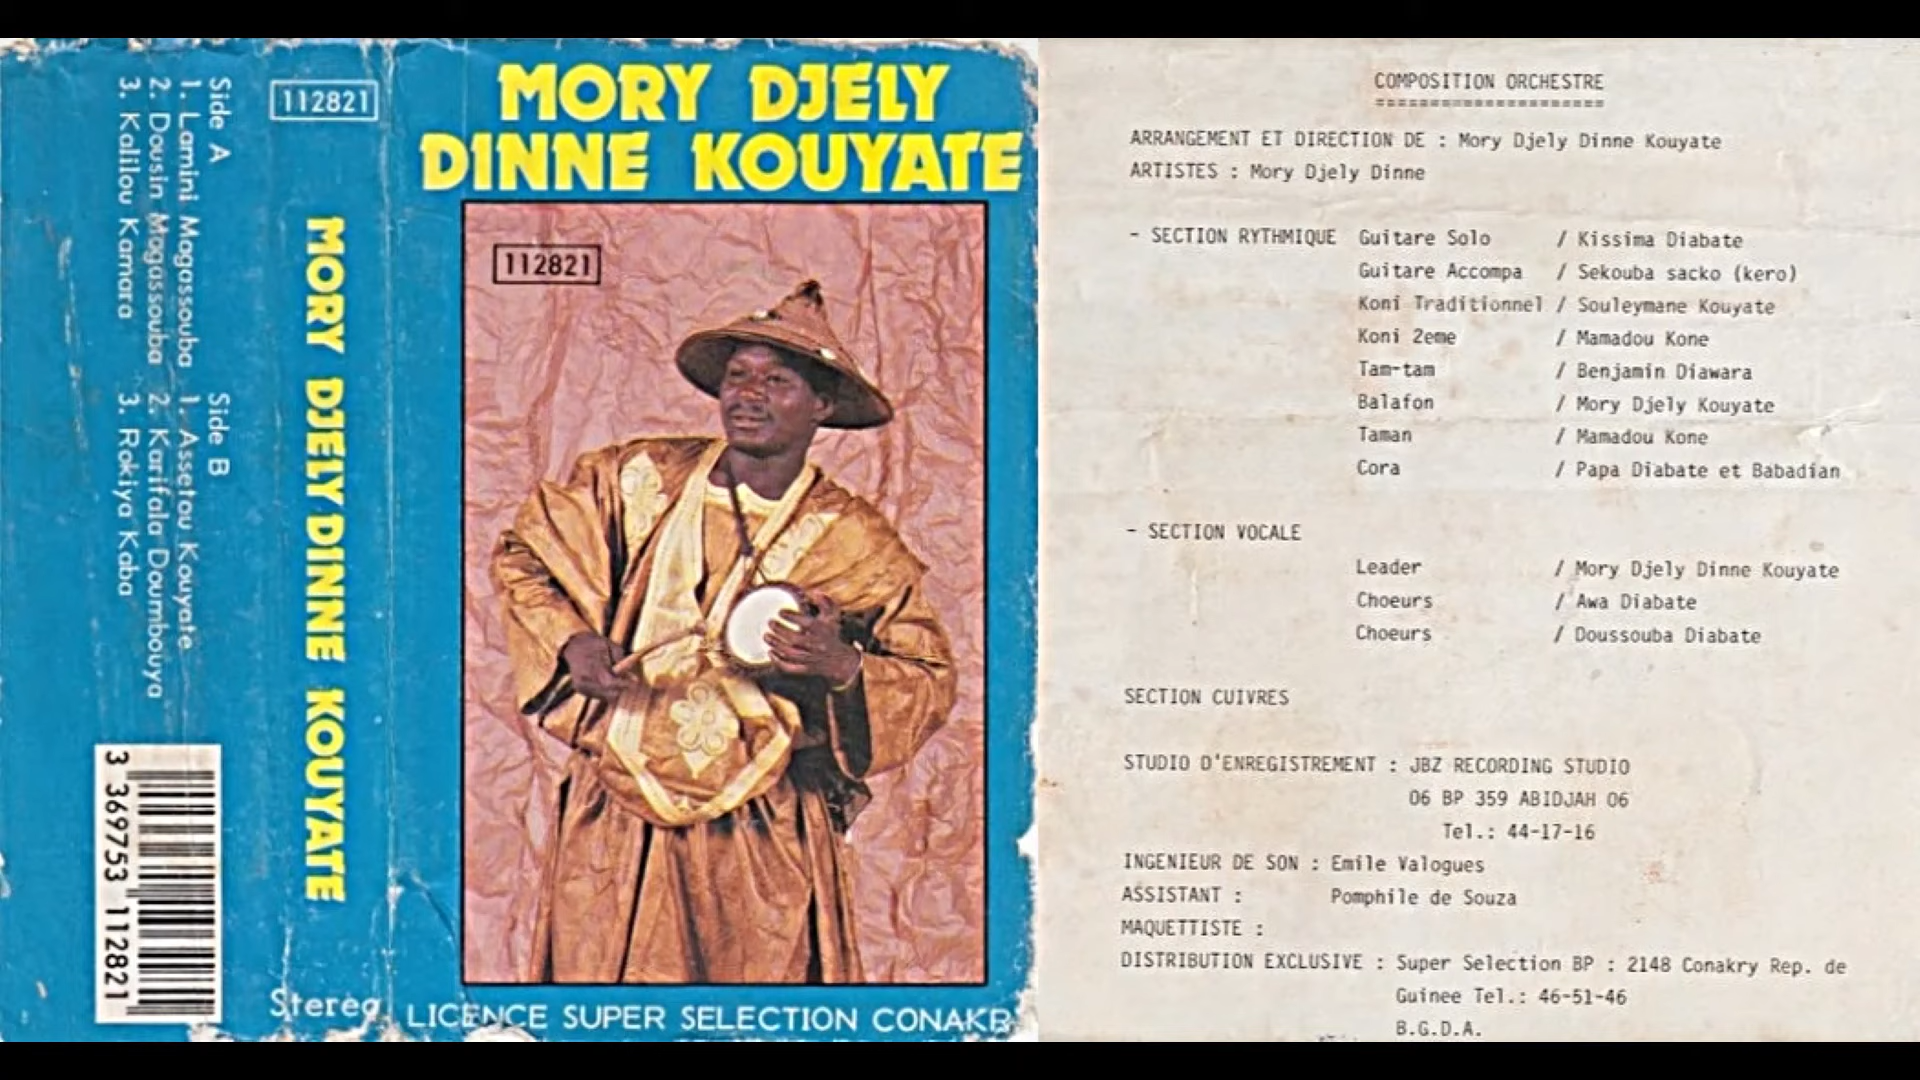 Side A
1. Lamini Magassouba
2. Dousin Magassouba
3. Kalilou Kamara
Side B
1. Assetou Kouyate
2. Karifala Doumbouya
3. Rokiya Kaba
3 369753 112821
112821
MORY DJELY DINNE KOUYATE
Stereo
MORY DJELY
DINNE KOUYATE
112821
LICENCE SUPER SELECTION CONAKR
COMPOSITION ORCHESTRE
=====================
ARRANGEMENT ET DIRECTION DE : Mory Djely Dinne Kouyate
ARTISTES : Mory Djely Dinne
- SECTION RYTHMIQUE Guitare Solo / Kissima Diabate
Guitare Accompa / Sekouba sacko (kero)
Koni Traditionnel / Souleymane Kouyate
Koni 2eme / Mamadou Kone
Tam-tam / Benjamin Diawara
Balafon / Mory Djely Kouyate
Taman / Mamadou Kone
Cora / Papa Diabate et Babadian
- SECTION VOCALE
Leader / Mory Djely Dinne Kouyate
Choeurs / Awa Diabate
Choeurs / Doussouba Diabate
SECTION CUIVRES
STUDIO D'ENREGISTREMENT : JBZ RECORDING STUDIO
06 BP 359 ABIDJAH 06
Tel.: 44-17-16
INGENIEUR DE SON : Emile Valogues
ASSISTANT : Pomphile de Souza
MAQUETTISTE :
DISTRIBUTION EXCLUSIVE : Super Selection BP : 2148 Conakry Rep. de
Guinee Tel.: 46-51-46
B.G.D.A.